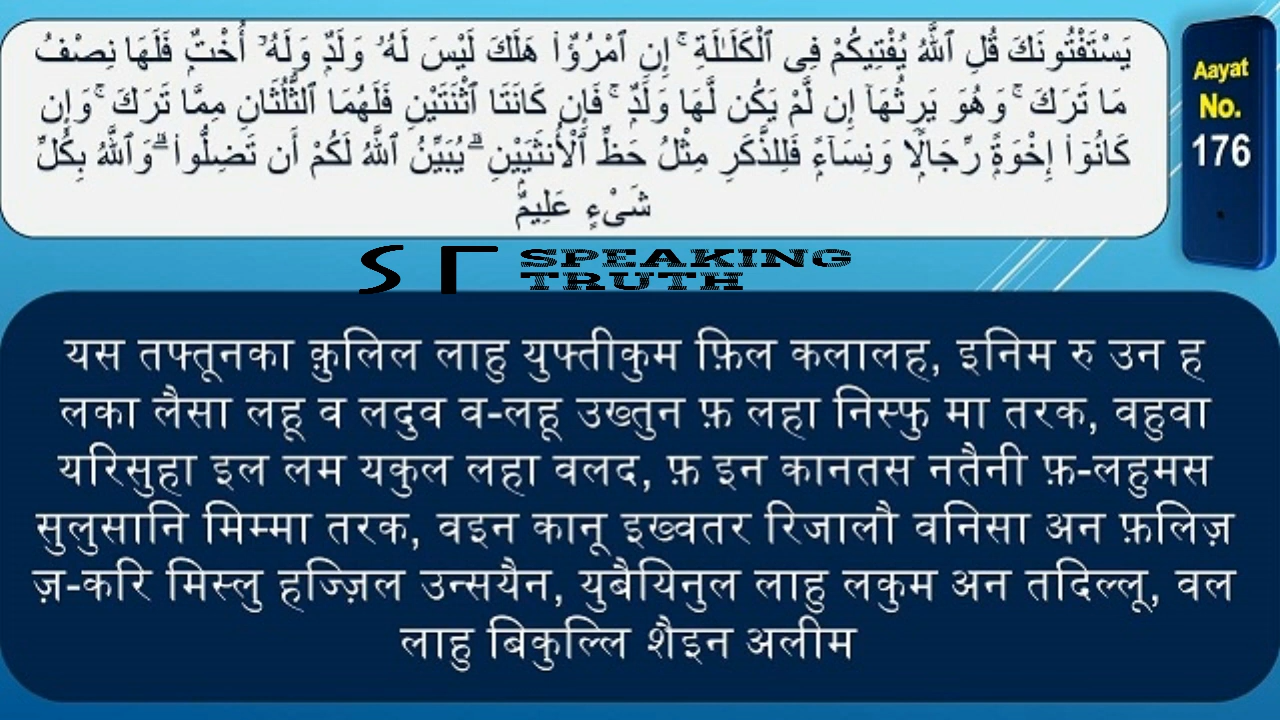 يَسْتَفْتُونَكَ قُلِ ٱللَّهُ يُفْتِيكُمْ فِى ٱلْكَلَـٰلَةِ ۚ إِنِ ٱمْرُؤٌا۟ هَلَكَ لَيْسَ لَهُۥ وَلَدٌ وَلَهُۥٓ أُخْتٌ فَلَهَا نِصْفُ
مَا تَرَكَ ۚ وَهُوَ يَرِثُهَآ إِن لَّمْ يَكُن لَّهَا وَلَدٌ ۚ فَإِن كَانَتَا ٱثْنَتَيْنِ فَلَهُمَا ٱلثُّلُثَانِ مِمَّا تَرَكَ ۚ وَإِن
كَانُوٓا۟ إِخْوَةً رِّجَالًا وَنِسَآءً فَلِلذَّكَرِ مِثْلُ حَظِّ ٱلْأُنثَيَيْنِ ۗ يُبَيِّنُ ٱللَّهُ لَكُمْ أَن تَضِلُّوا۟ ۗ وَٱللَّهُ بِكُلِّ
شَىْءٍ عَلِيمٌۢ
Aayat
No.
176
ST SPEAKING
TRUTH
यस तफ्तूनका क़ुलिल लाहु युफ्तीकुम फ़िल कलालह, इनिम रु उन ह
लका लैसा लहू व लदुव व-लहू उख्तुन फ़ लहा निस्फु मा तरक, वहुवा
यरिसुहा इल लम यकुल लहा वलद, फ़ इन कानतस नतैनी फ़-लहुमस
सुलुसानि मिम्मा तरक, वइन कानू इख्वतर रिजालौ वनिसा अन फ़लिज़
ज़-करि मिस्लु हज्ज़िल उन्सयैन, युबैयिनुल लाहु लकुम अन तदिल्लू, वल
लाहु बिकुल्लि शैइन अलीम